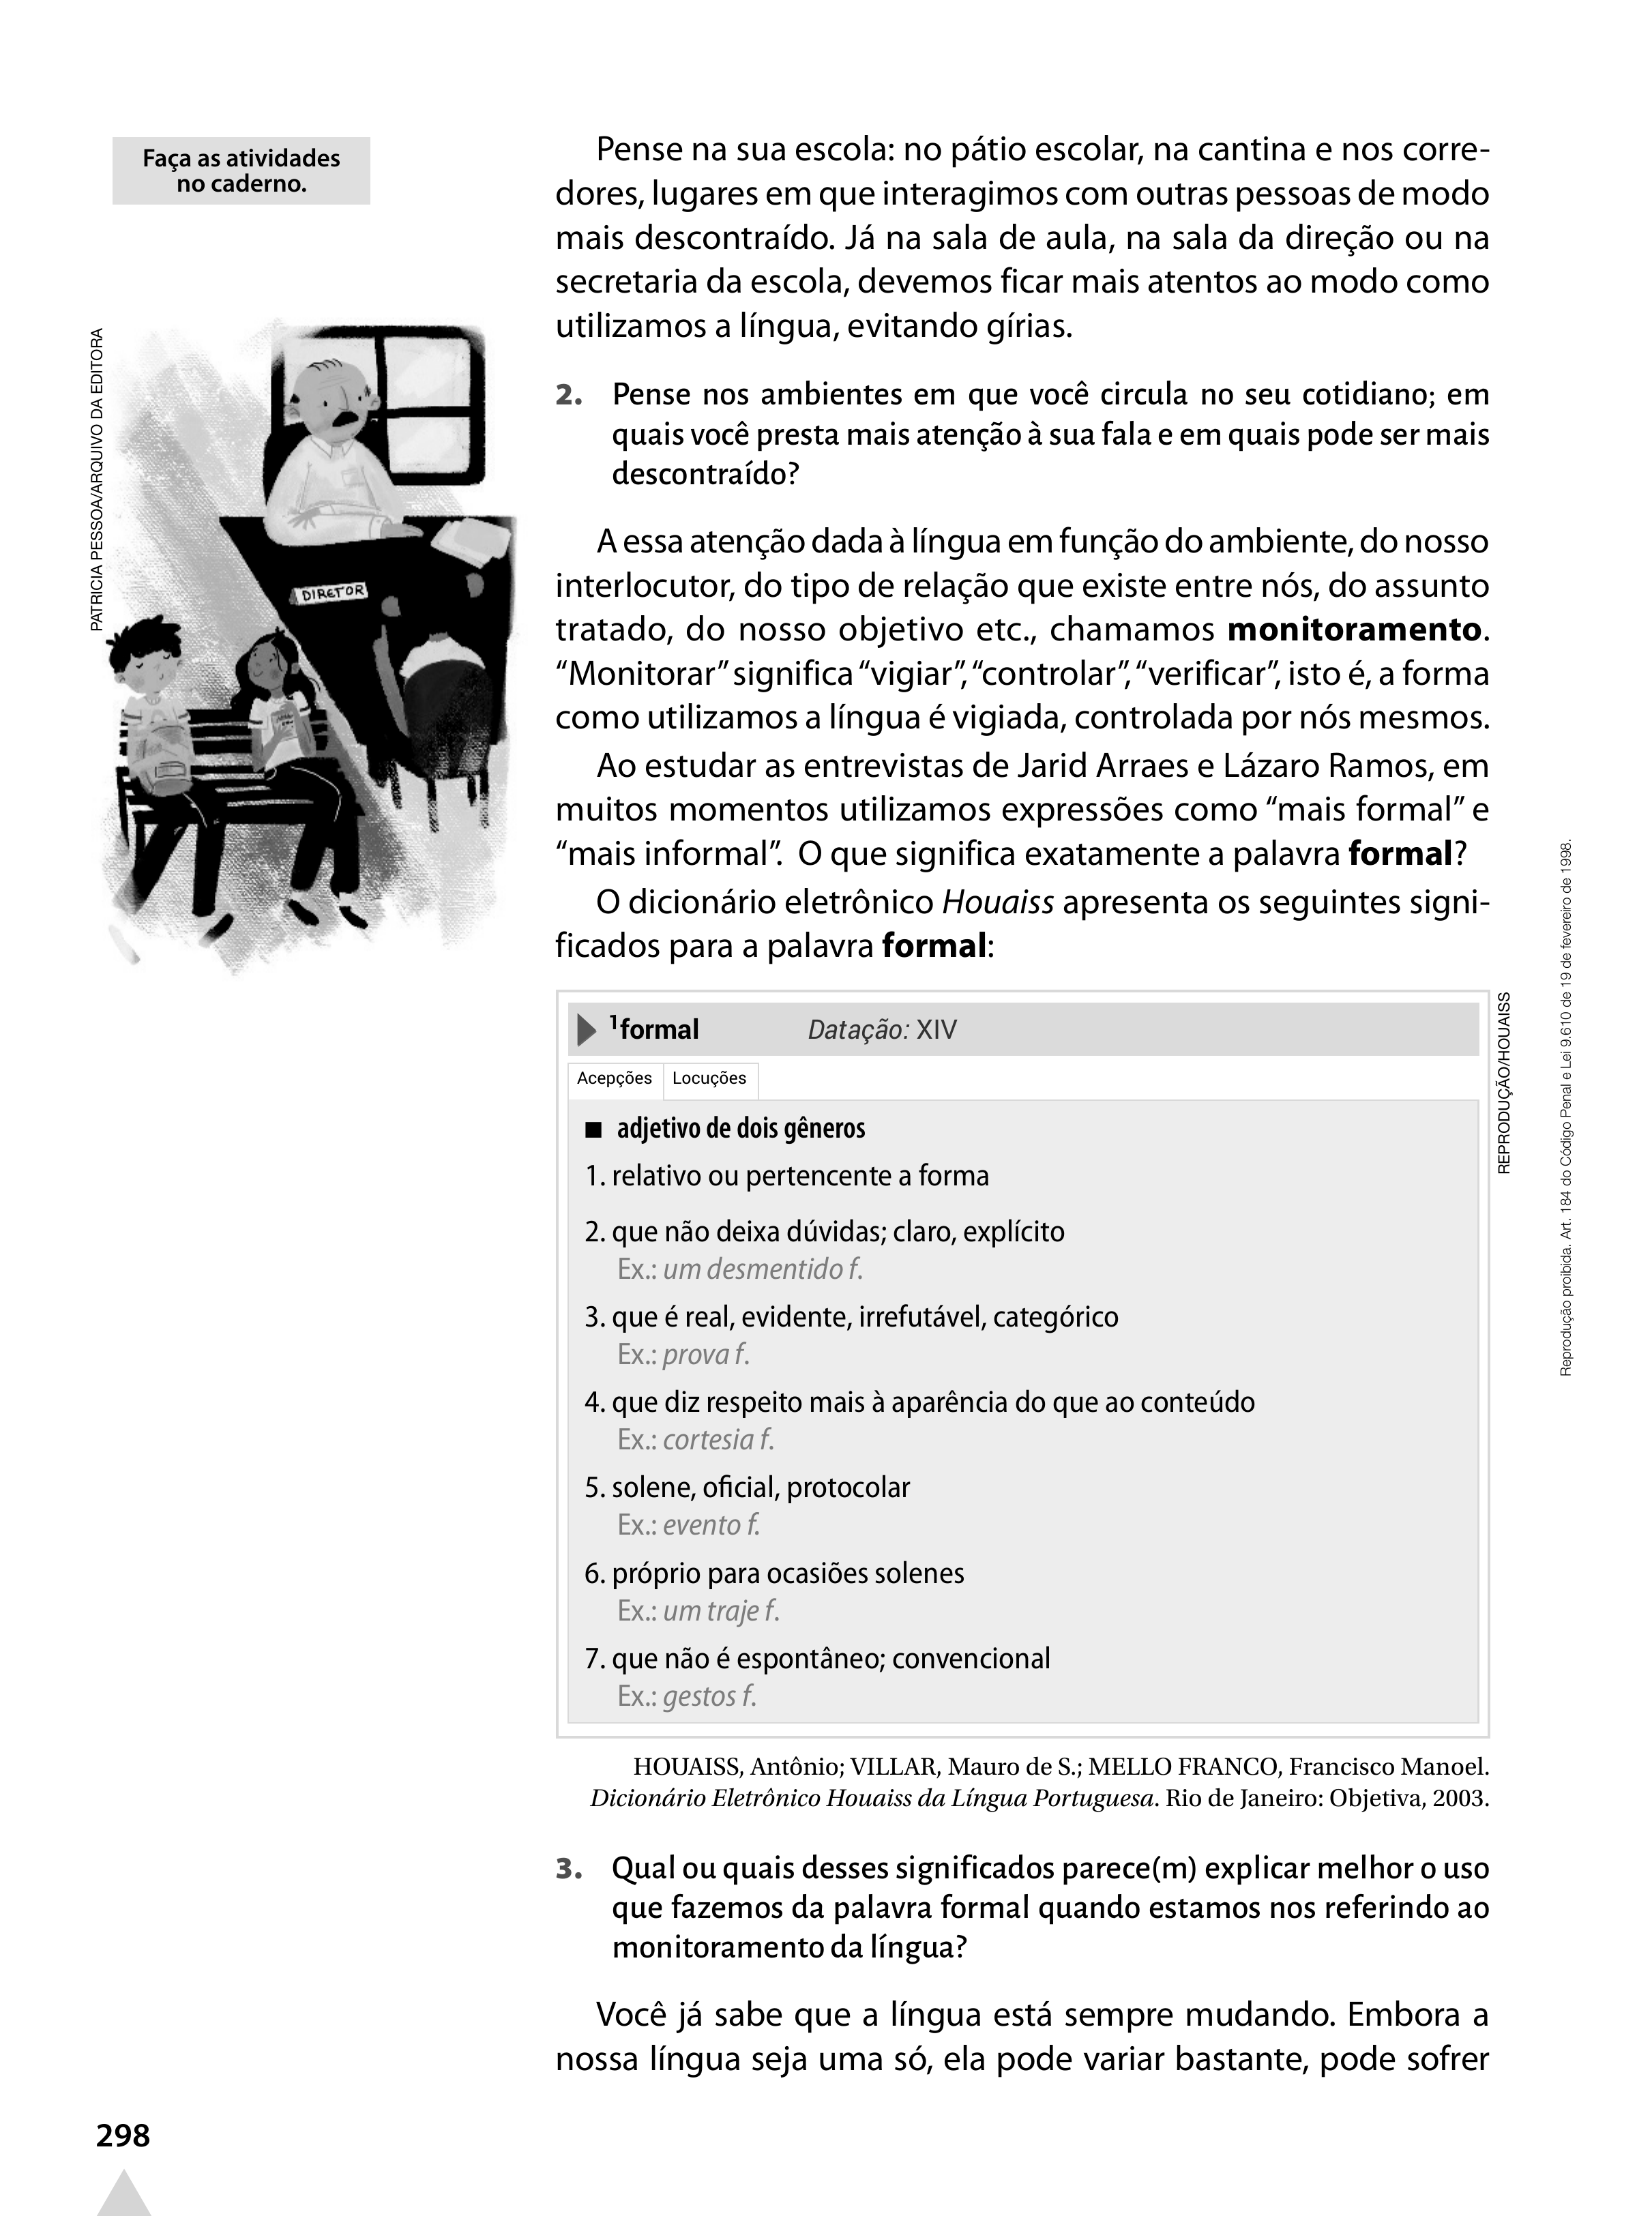 Faça as atividades
no caderno.
PATRICIA PESSOA/ARQUIVO DA EDITORA
DIRETOR
Pense na sua escola: no pátio escolar, na cantina e nos corre-
dores, lugares em que interagimos com outras pessoas de modo
mais descontraído. Já na sala de aula, na sala da direção ou na
secretaria da escola, devemos ficar mais atentos ao modo como
utilizamos a língua, evitando gírias.
2. Pense nos ambientes em que você circula no seu cotidiano; em
quais você presta mais atenção à sua fala e em quais pode ser mais
descontraído?
A essa atenção dada à língua em função do ambiente, do nosso
interlocutor, do tipo de relação que existe entre nós, do assunto
tratado, do nosso objetivo etc., chamamos monitoramento.
“Monitorar” significa “vigiar”, “controlar”, “verificar”, isto é, a forma
como utilizamos a língua é vigiada, controlada por nós mesmos.
Ao estudar as entrevistas de Jarid Arraes e Lázaro Ramos, em
muitos momentos utilizamos expressões como “mais formal” e
“mais informal”. O que significa exatamente a palavra formal?
O dicionário eletrônico Houaiss apresenta os seguintes signi-
ficados para a palavra formal:
1formal Datação: XIV
Acepções Locuções
■ adjetivo de dois gêneros
1. relativo ou pertencente a forma
2. que não deixa dúvidas; claro, explícito
Ex.: um desmentido f.
3. que é real, evidente, irrefutável, categórico
Ex.: prova f.
4. que diz respeito mais à aparência do que ao conteúdo
Ex.: cortesia f.
5. solene, oficial, protocolar
Ex.: evento f.
6. próprio para ocasiões solenes
Ex.: um traje f.
7. que não é espontâneo; convencional
Ex.: gestos f.
REPRODUÇÃO/HOUAISS
HOUAISS, Antônio; VILLAR, Mauro de S.; MELLO FRANCO, Francisco Manoel.
Dicionário Eletrônico Houaiss da Língua Portuguesa. Rio de Janeiro: Objetiva, 2003.
3. Qual ou quais desses significados parece(m) explicar melhor o uso
que fazemos da palavra formal quando estamos nos referindo ao
monitoramento da língua?
Você já sabe que a língua está sempre mudando. Embora a
nossa língua seja uma só, ela pode variar bastante, pode sofrer
Reprodução proibida. Art. 184 do Código Penal e Lei 9.610 de 19 de fevereiro de 1998.
298